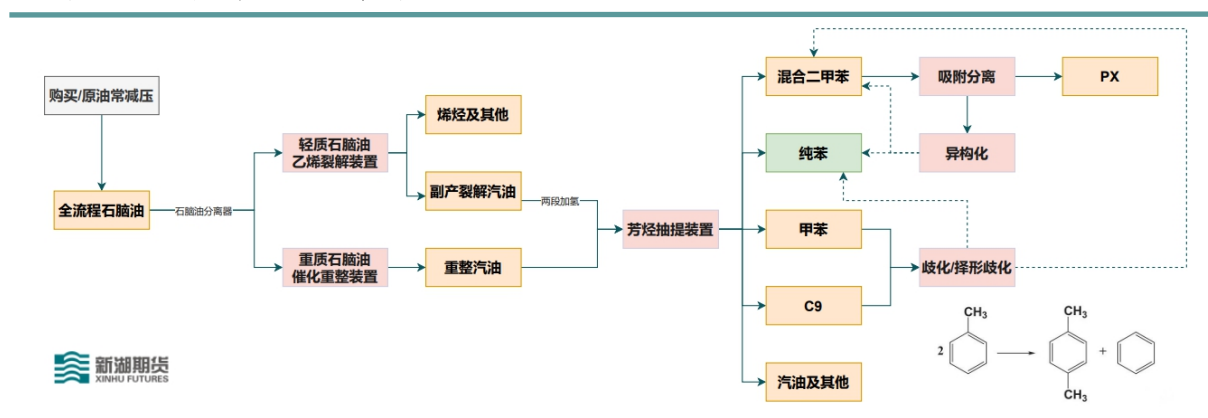 购买/原油常减压
全流程石脑油
石脑油分离器
轻质石脑油
乙烯裂解装置
重质石脑油
催化重整装置
烯烃及其他
副产裂解汽油
重整汽油
两段加氢
芳烃抽提装置
混合二甲苯
纯苯
甲苯
C9
汽油及其他
吸附分离
异构化
歧化/择形歧化
PX
2
CH3
CH3
+
CH3
新湖期货
XINHU FUTURES